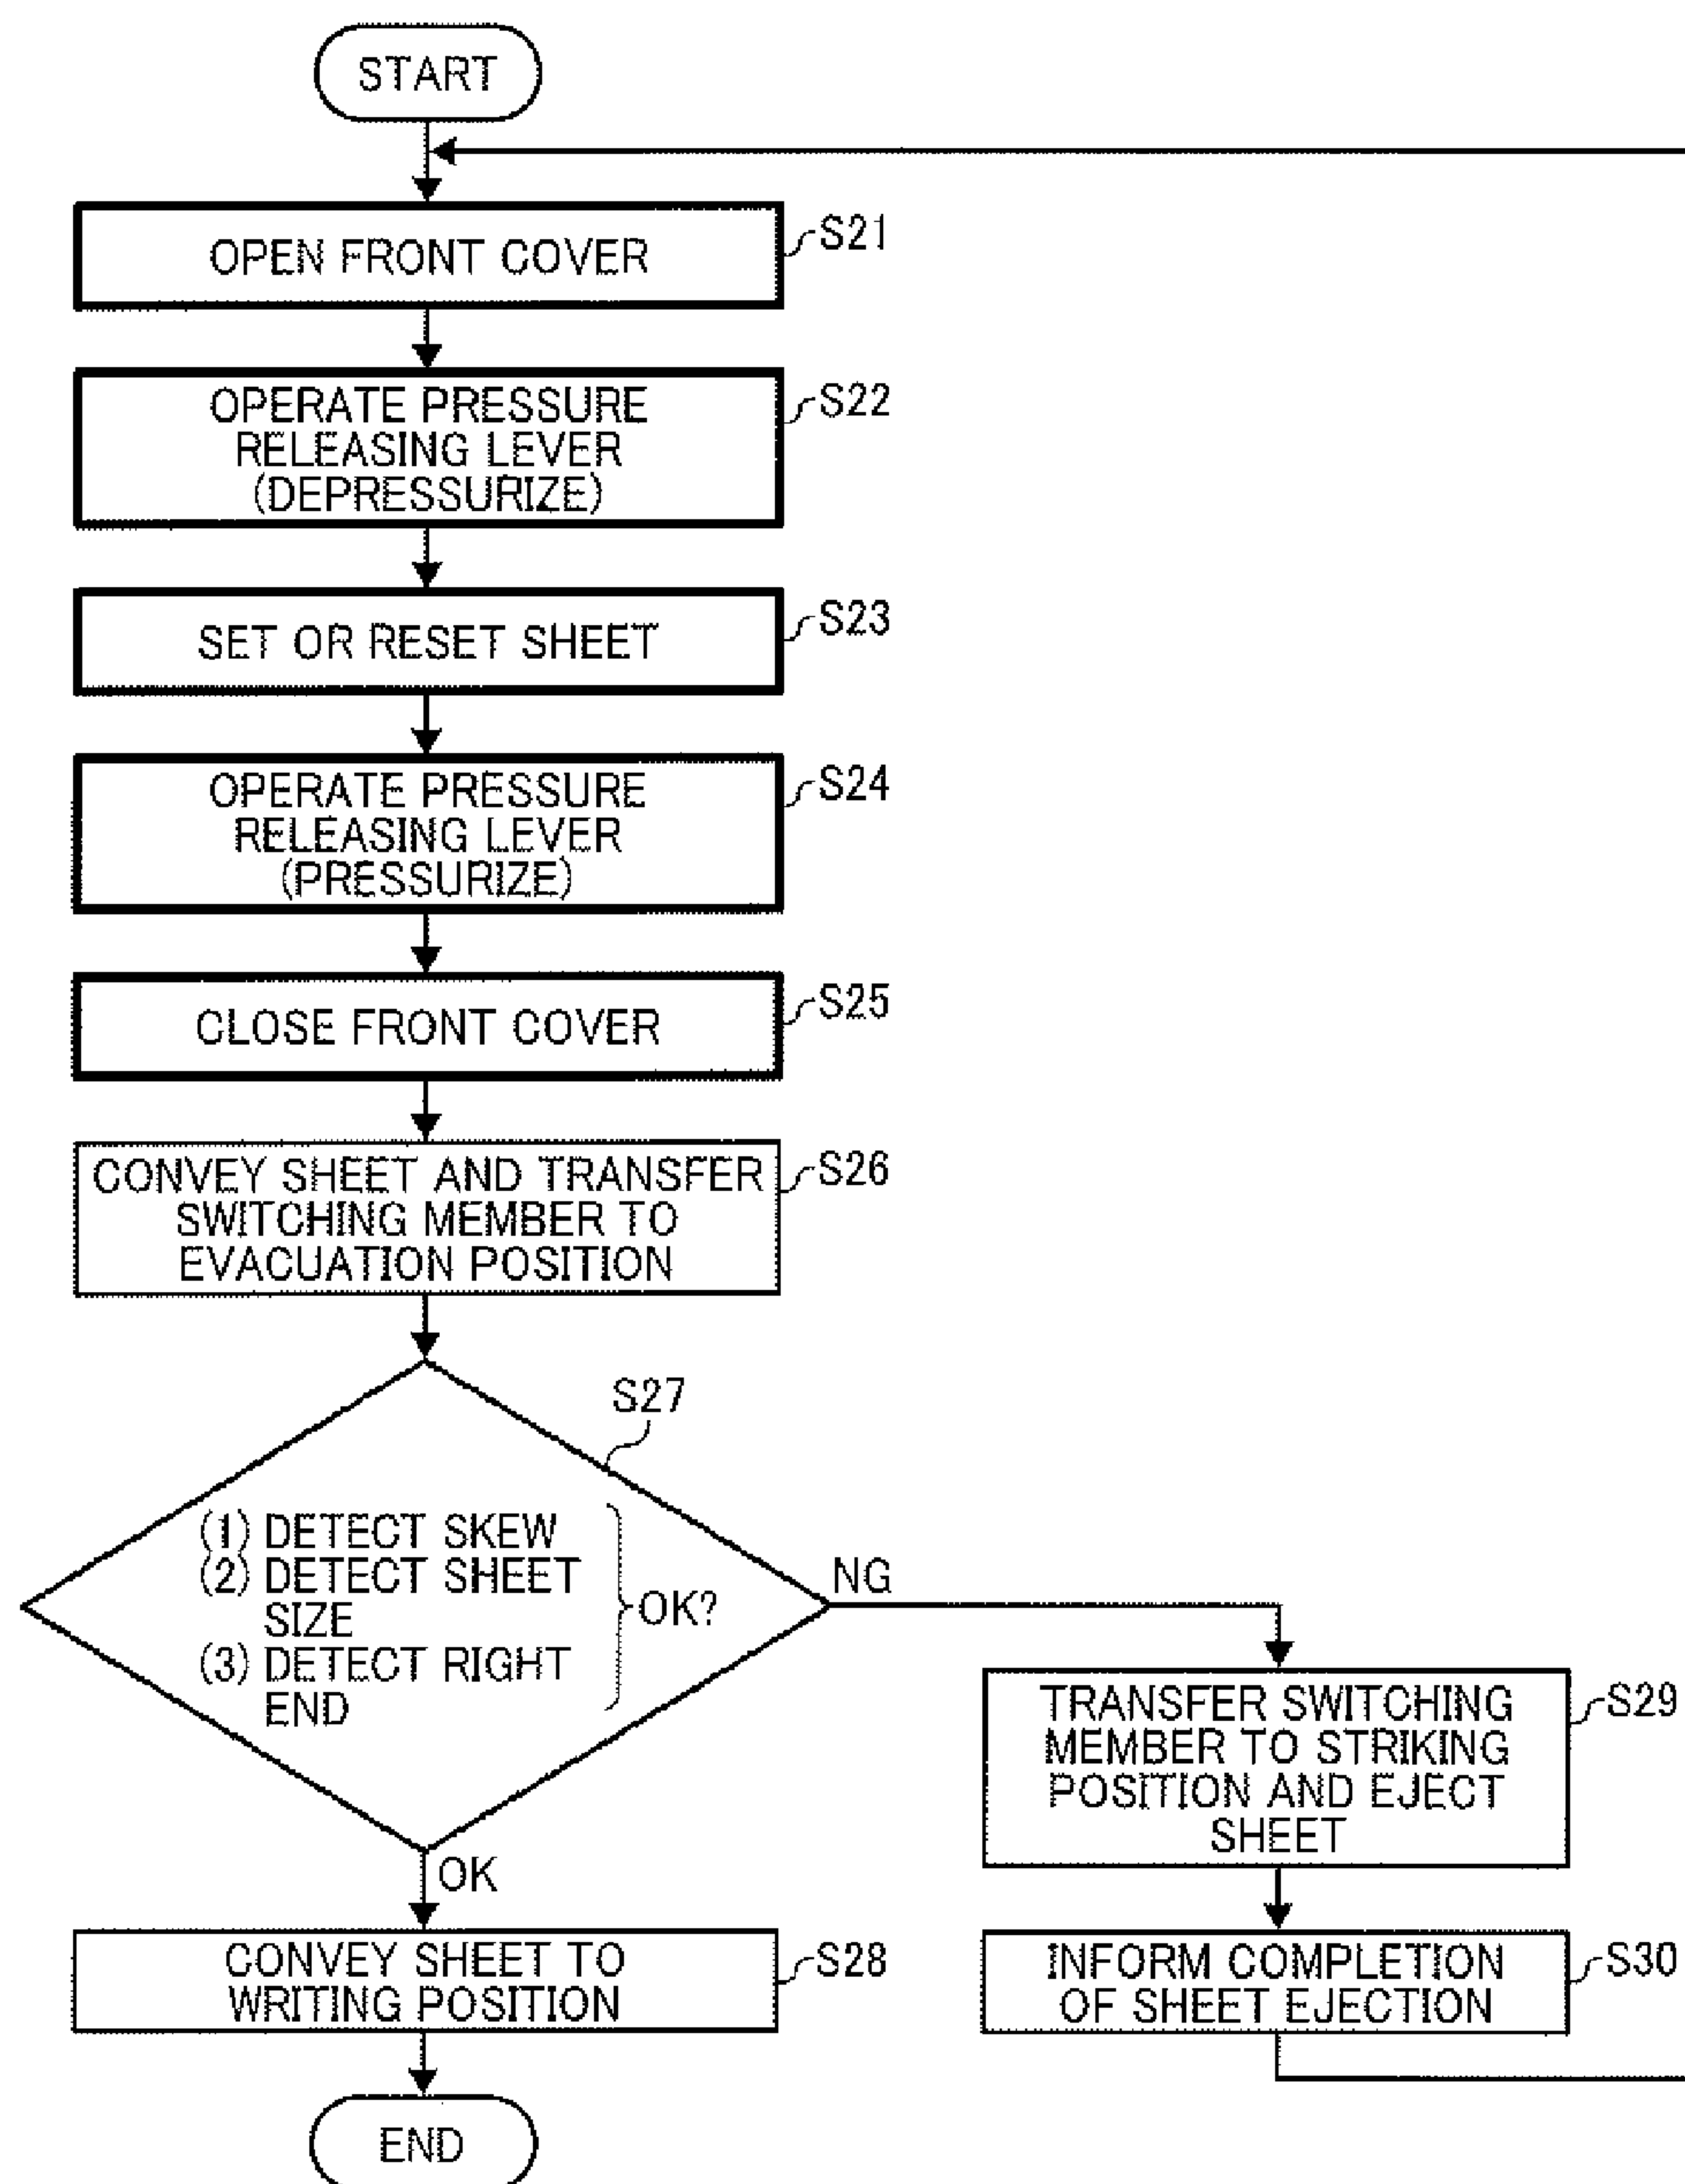 START
OPEN FRONT COVER
S21
OPERATE PRESSURE
RELEASING LEVER
(DEPRESSURIZE)
S22
SET OR RESET SHEET
S23
OPERATE PRESSURE
RELEASING LEVER
(PRESSURIZE)
S24
CLOSE FRONT COVER
S25
CONVEY SHEET AND TRANSFER
SWITCHING MEMBER TO
EVACUATION POSITION
S26
S27
(1) DETECT SKEW
(2) DETECT SHEET
SIZE
(3) DETECT RIGHT
END
OK?
NG
OK
TRANSFER SWITCHING
MEMBER TO STRIKING
POSITION AND EJECT
SHEET
S29
CONVEY SHEET TO
WRITING POSITION
S28
INFORM COMPLETION
OF SHEET EJECTION
S30
END